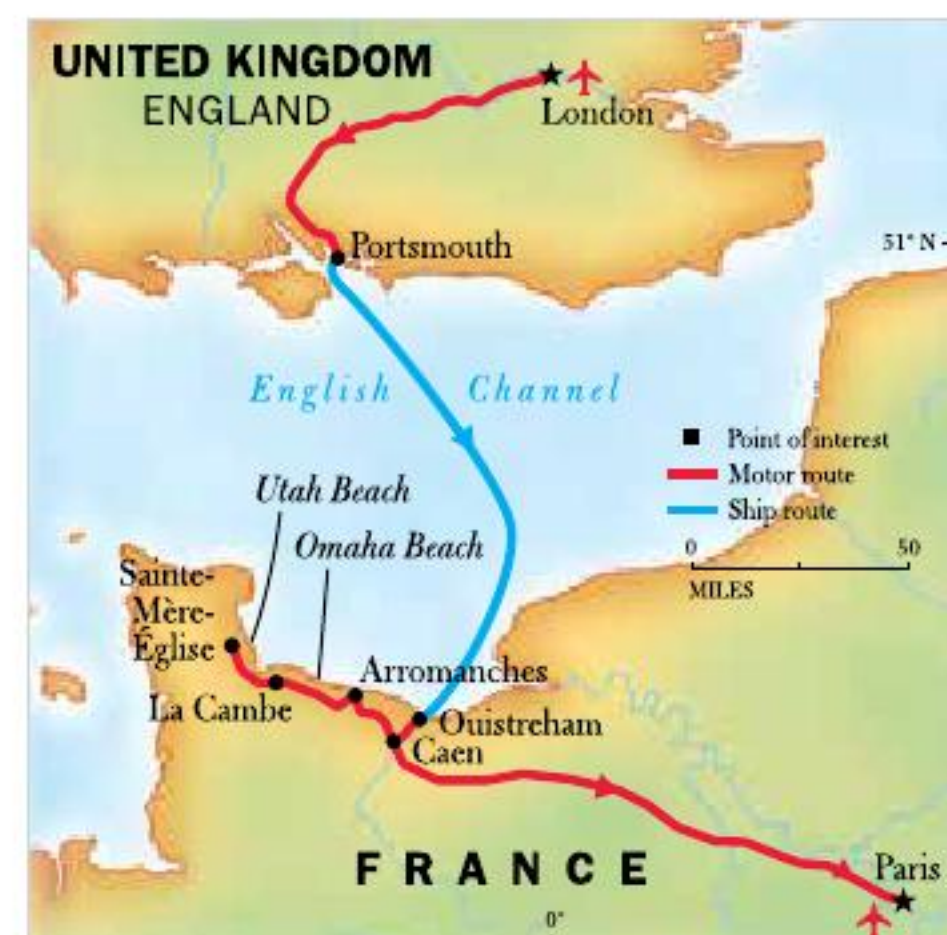 UNITED KINGDOM
ENGLAND
London
Portsmouth
51° N
English Channel
Point of interest
Motor route
Ship route
0 50
MILES
Utah Beach
Omaha Beach
Sainte-
Mère-
Église
Arromanches
La Cambe
Ouistreham
Caen
FRANCE
Paris
0°